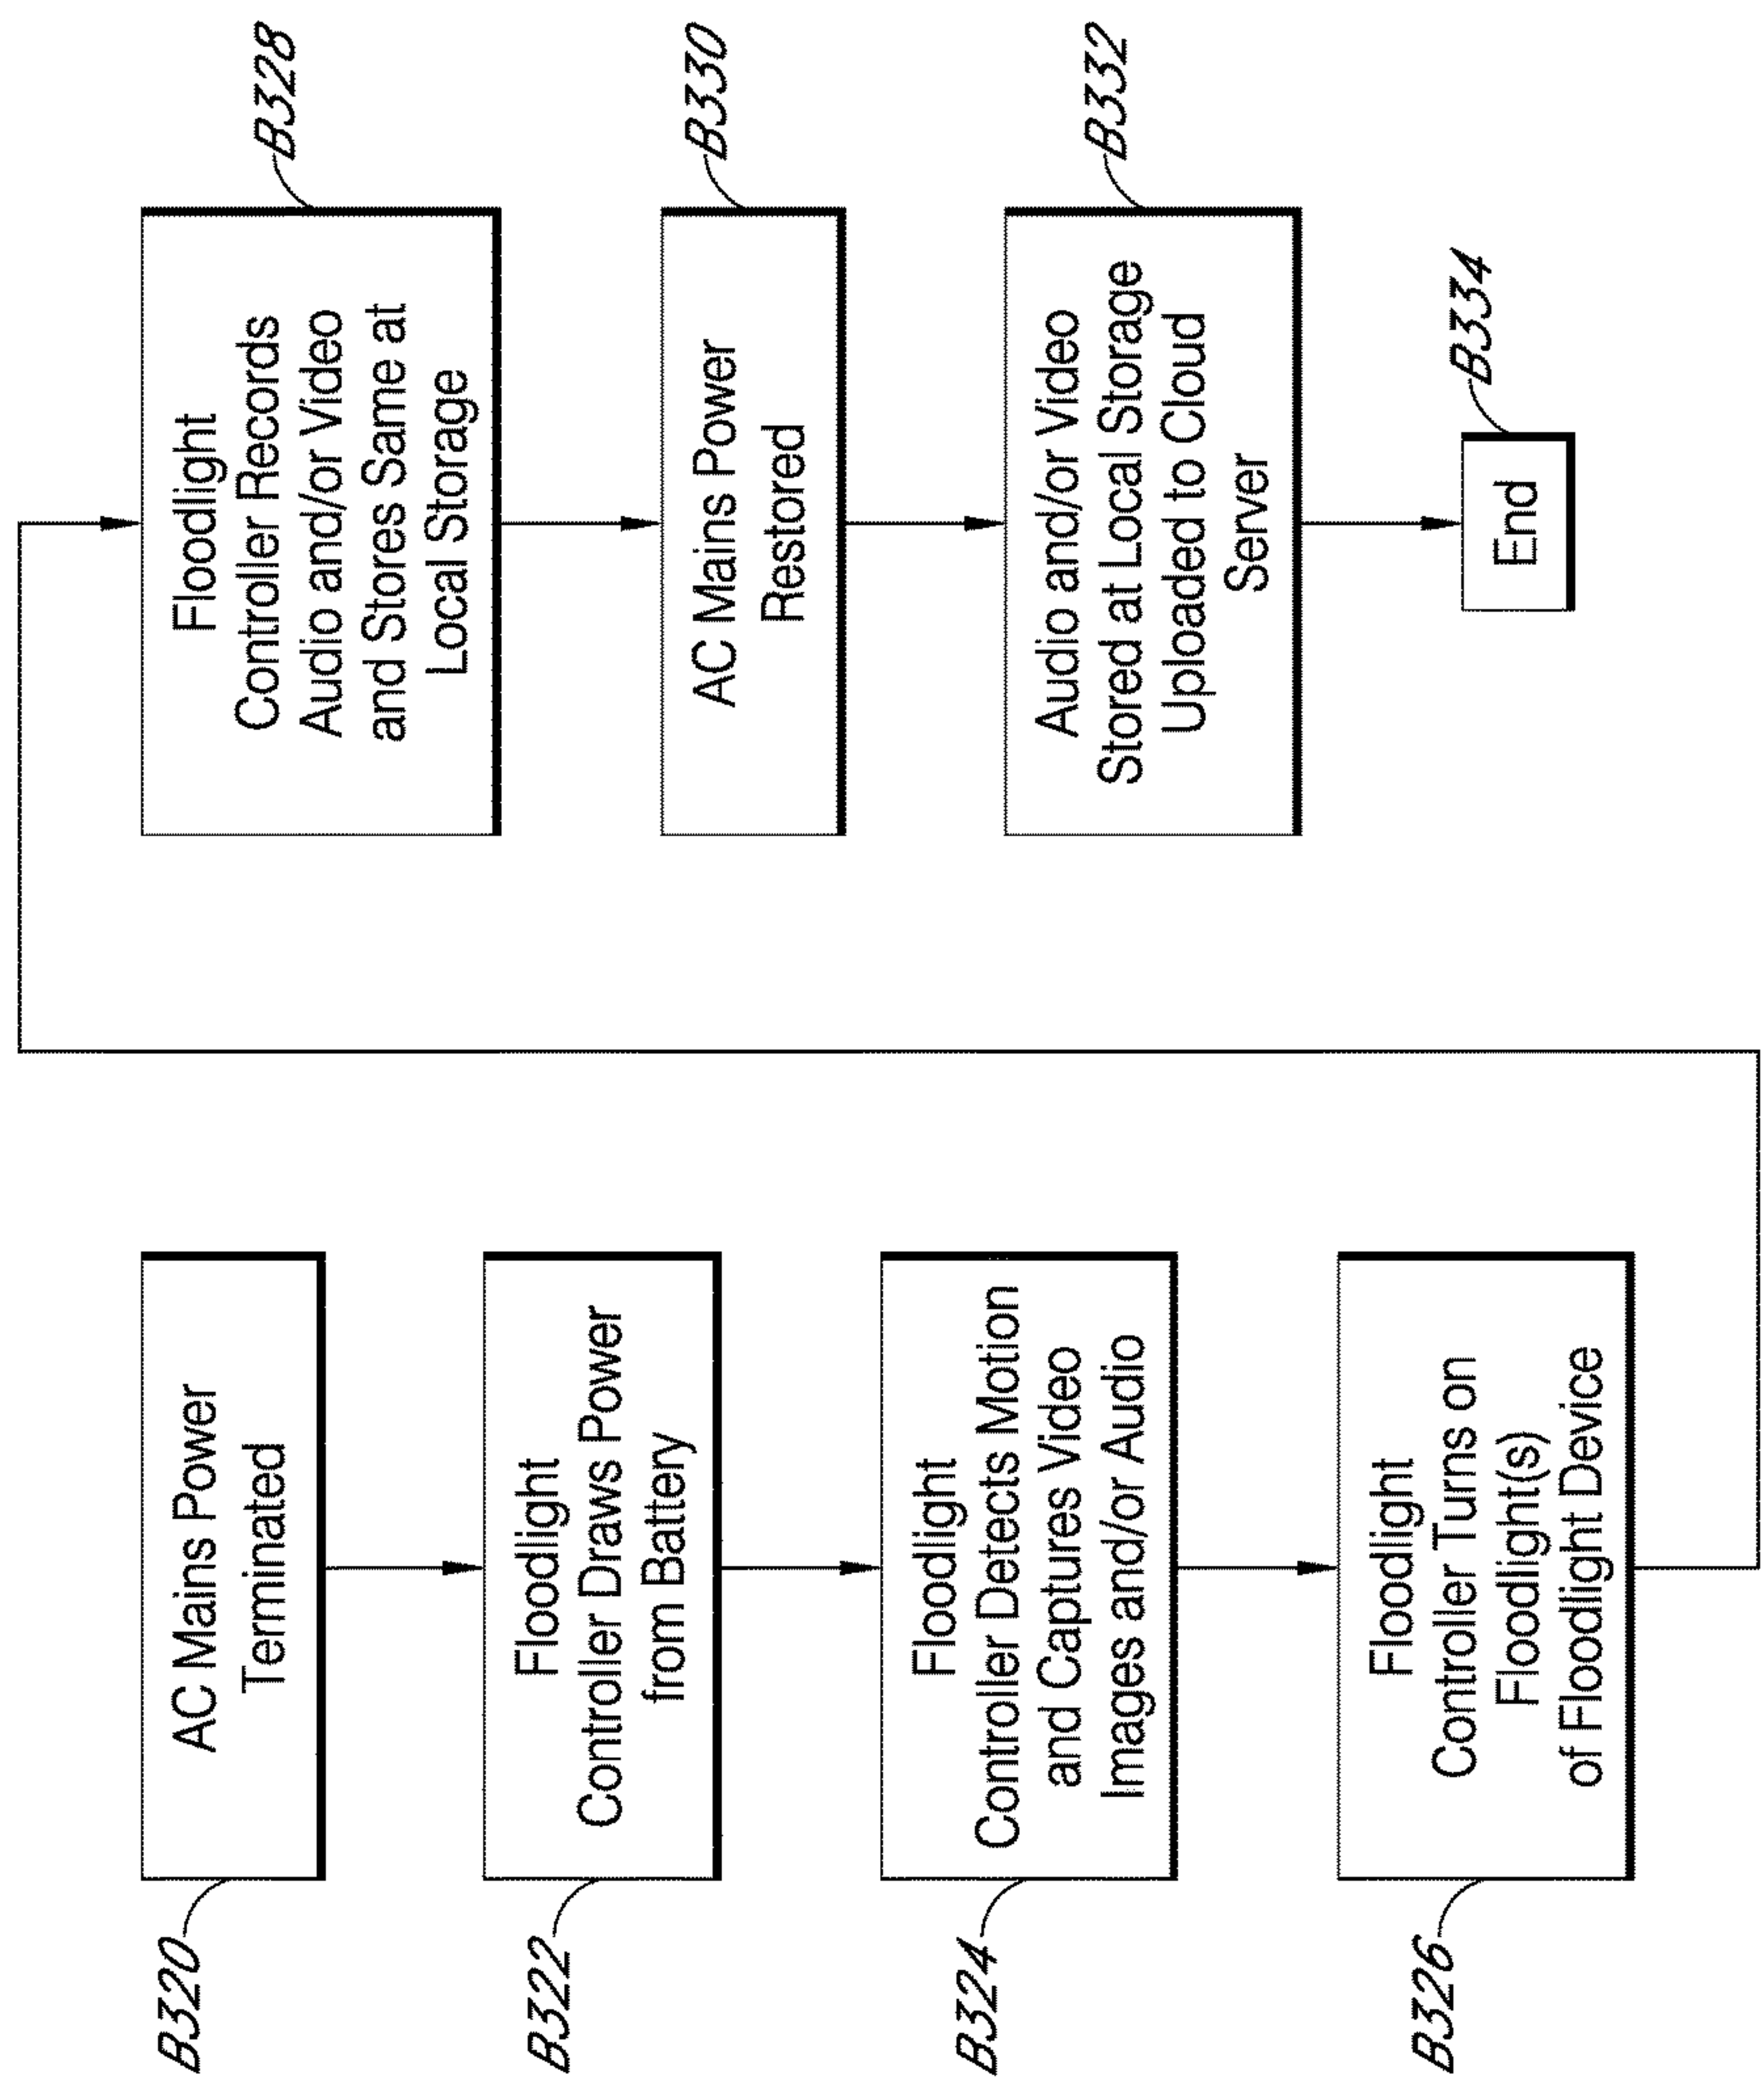 B320
AC Mains Power
Terminated
B322
Floodlight
Controller Draws Power
from Battery
B324
Floodlight
Controller Detects Motion
and Captures Video
Images and/or Audio
B326
Floodlight
Controller Turns on
Floodlight(s)
of Floodlight Device
B328
Floodlight
Controller Records
Audio and/or Video
and Stores Same at
Local Storage
B330
AC Mains Power
Restored
B332
Audio and/or Video
Stored at Local Storage
Uploaded to Cloud
Server
B334
End